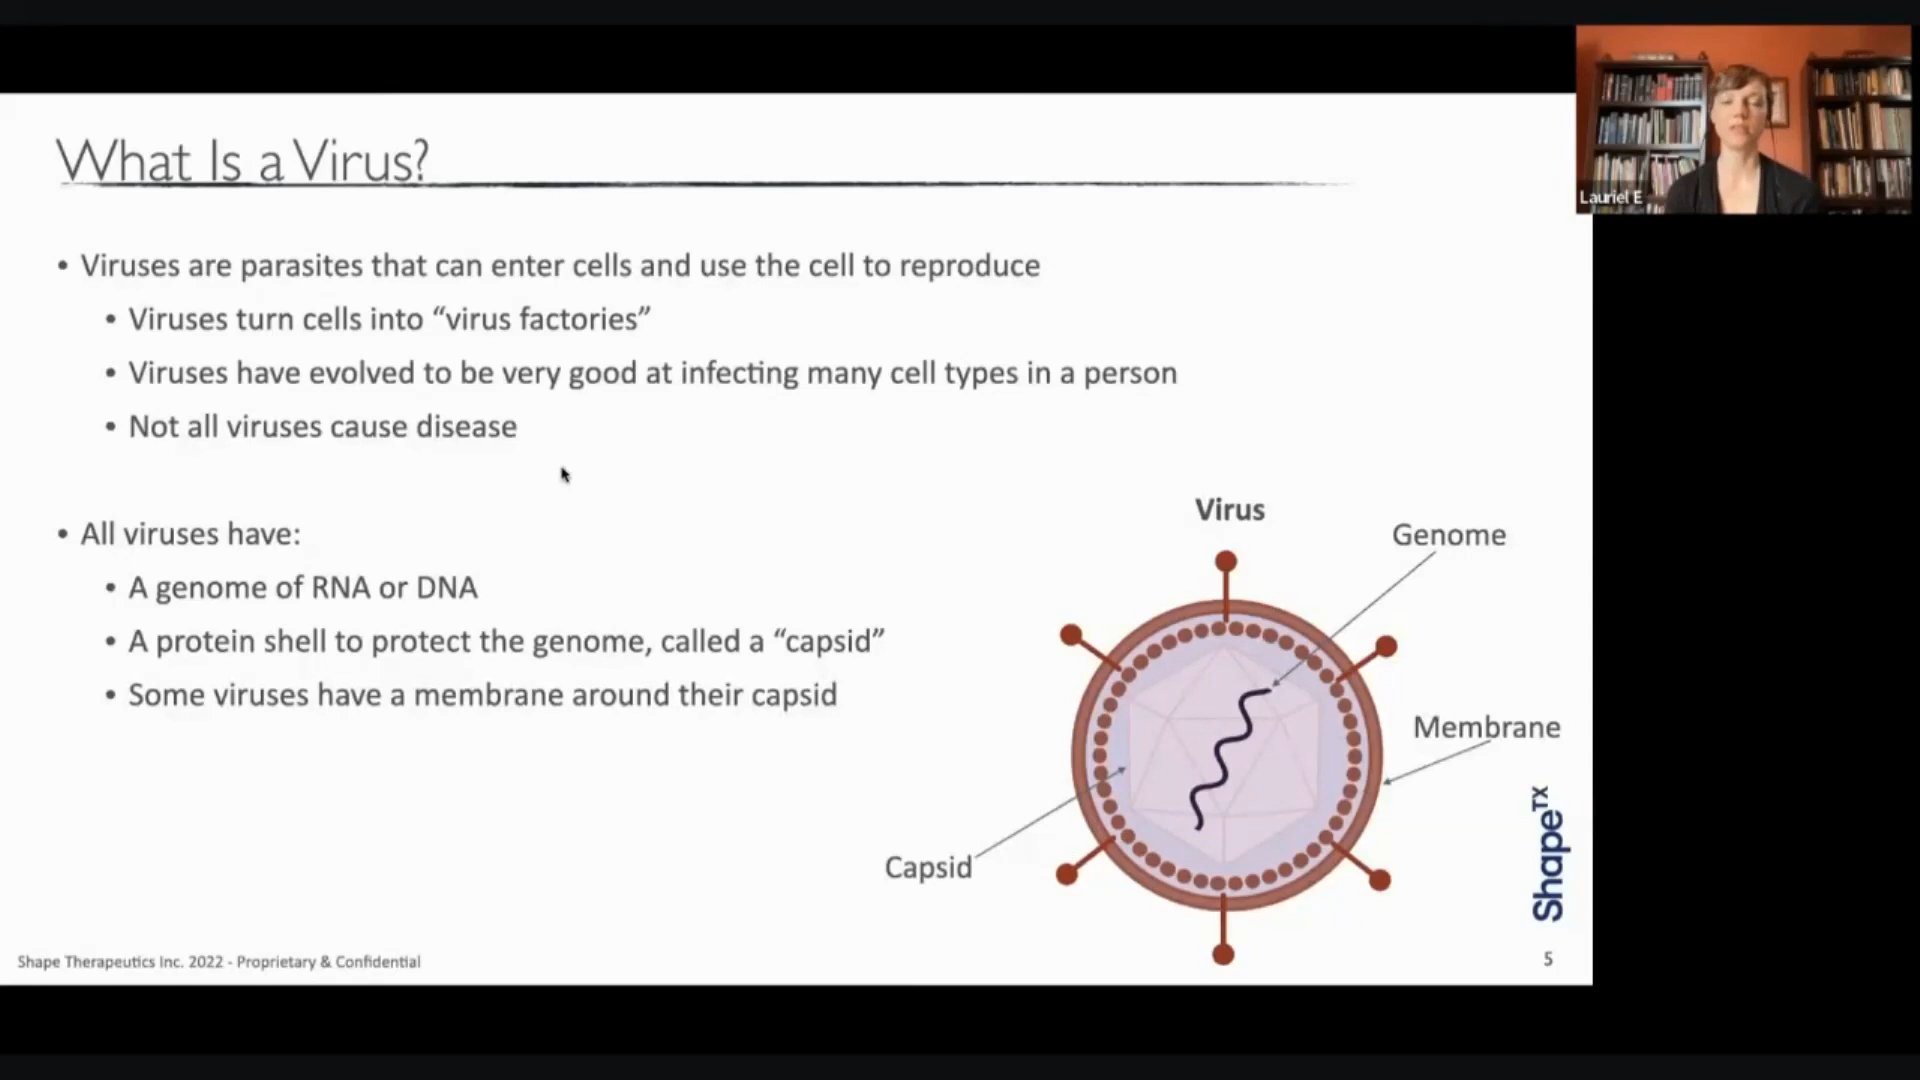 What Is a Virus?
Lauriel E
• Viruses are parasites that can enter cells and use the cell to reproduce
• Viruses turn cells into “virus factories”
• Viruses have evolved to be very good at infecting many cell types in a person
• Not all viruses cause disease
• All viruses have:
• A genome of RNA or DNA
• A protein shell to protect the genome, called a “capsid”
• Some viruses have a membrane around their capsid
Virus
Genome
Membrane
Capsid
ShapeTX
Shape Therapeutics Inc. 2022 - Proprietary & Confidential
5